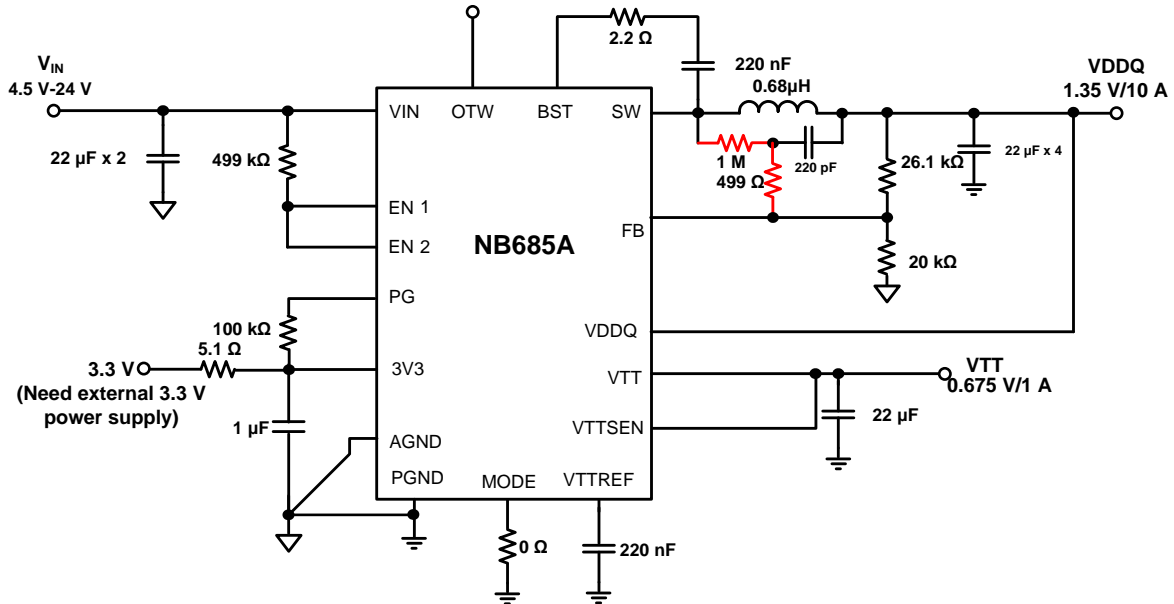 2.2 Ω
V_IN
4.5 V-24 V
220 nF
0.68µH
VDDQ
1.35 V/10 A
VIN
OTW
BST
SW
22 µF x 2
499 kΩ
1 M
499 Ω
220 pF
26.1 kΩ
22 µF x 4
EN 1
EN 2
NB685A
FB
20 kΩ
PG
100 kΩ
5.1 Ω
3.3 V
(Need external 3.3 V
power supply)
3V3
VDDQ
VTT
VTT
0.675 V/1 A
1 µF
22 µF
AGND
VTTSEN
PGND
MODE
VTTREF
0 Ω
220 nF